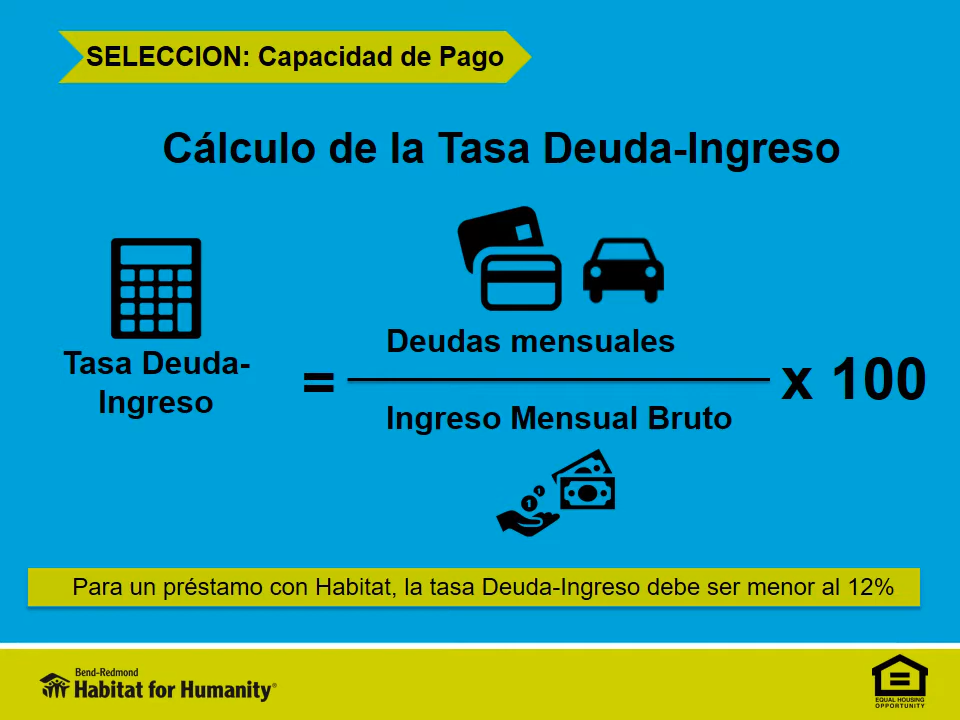 SELECCION: Capacidad de Pago
Cálculo de la Tasa Deuda-Ingreso
Tasa Deuda-
Ingreso
=
Deudas mensuales
Ingreso Mensual Bruto
x 100
Para un préstamo con Habitat, la tasa Deuda-Ingreso debe ser menor al 12%
Bend-Redmond
Habitat for Humanity®
EQUAL HOUSING
OPPORTUNITY